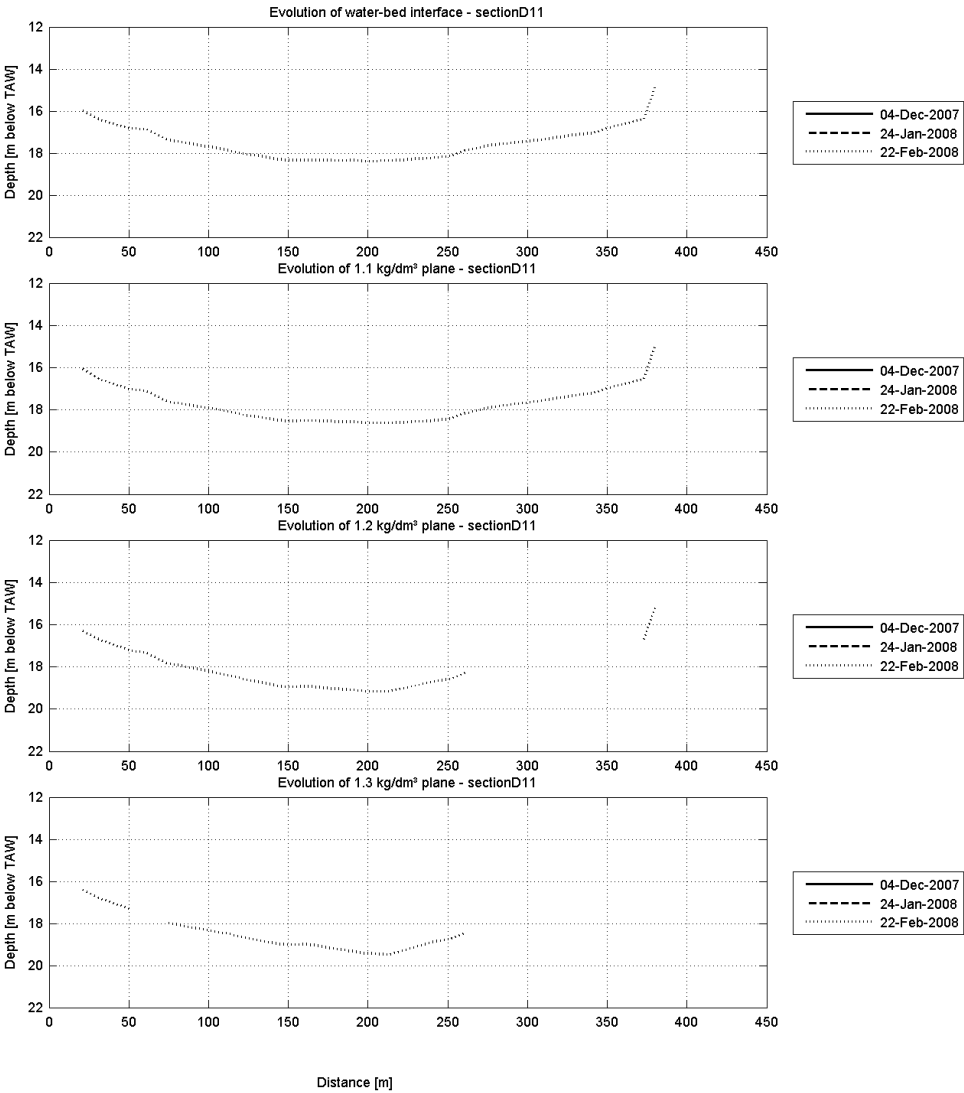 Evolution of water-bed interface - sectionD11
12
14
16
18
20
22
0 50 100 150 200 250 300 350 400 450
Depth [m below TAW]
04-Dec-2007
24-Jan-2008
22-Feb-2008
Evolution of 1.1 kg/dm³ plane - sectionD11
12
14
16
18
20
22
0 50 100 150 200 250 300 350 400 450
Depth [m below TAW]
04-Dec-2007
24-Jan-2008
22-Feb-2008
Evolution of 1.2 kg/dm³ plane - sectionD11
12
14
16
18
20
22
0 50 100 150 200 250 300 350 400 450
Depth [m below TAW]
04-Dec-2007
24-Jan-2008
22-Feb-2008
Evolution of 1.3 kg/dm³ plane - sectionD11
12
14
16
18
20
22
0 50 100 150 200 250 300 350 400 450
Depth [m below TAW]
04-Dec-2007
24-Jan-2008
22-Feb-2008
Distance [m]